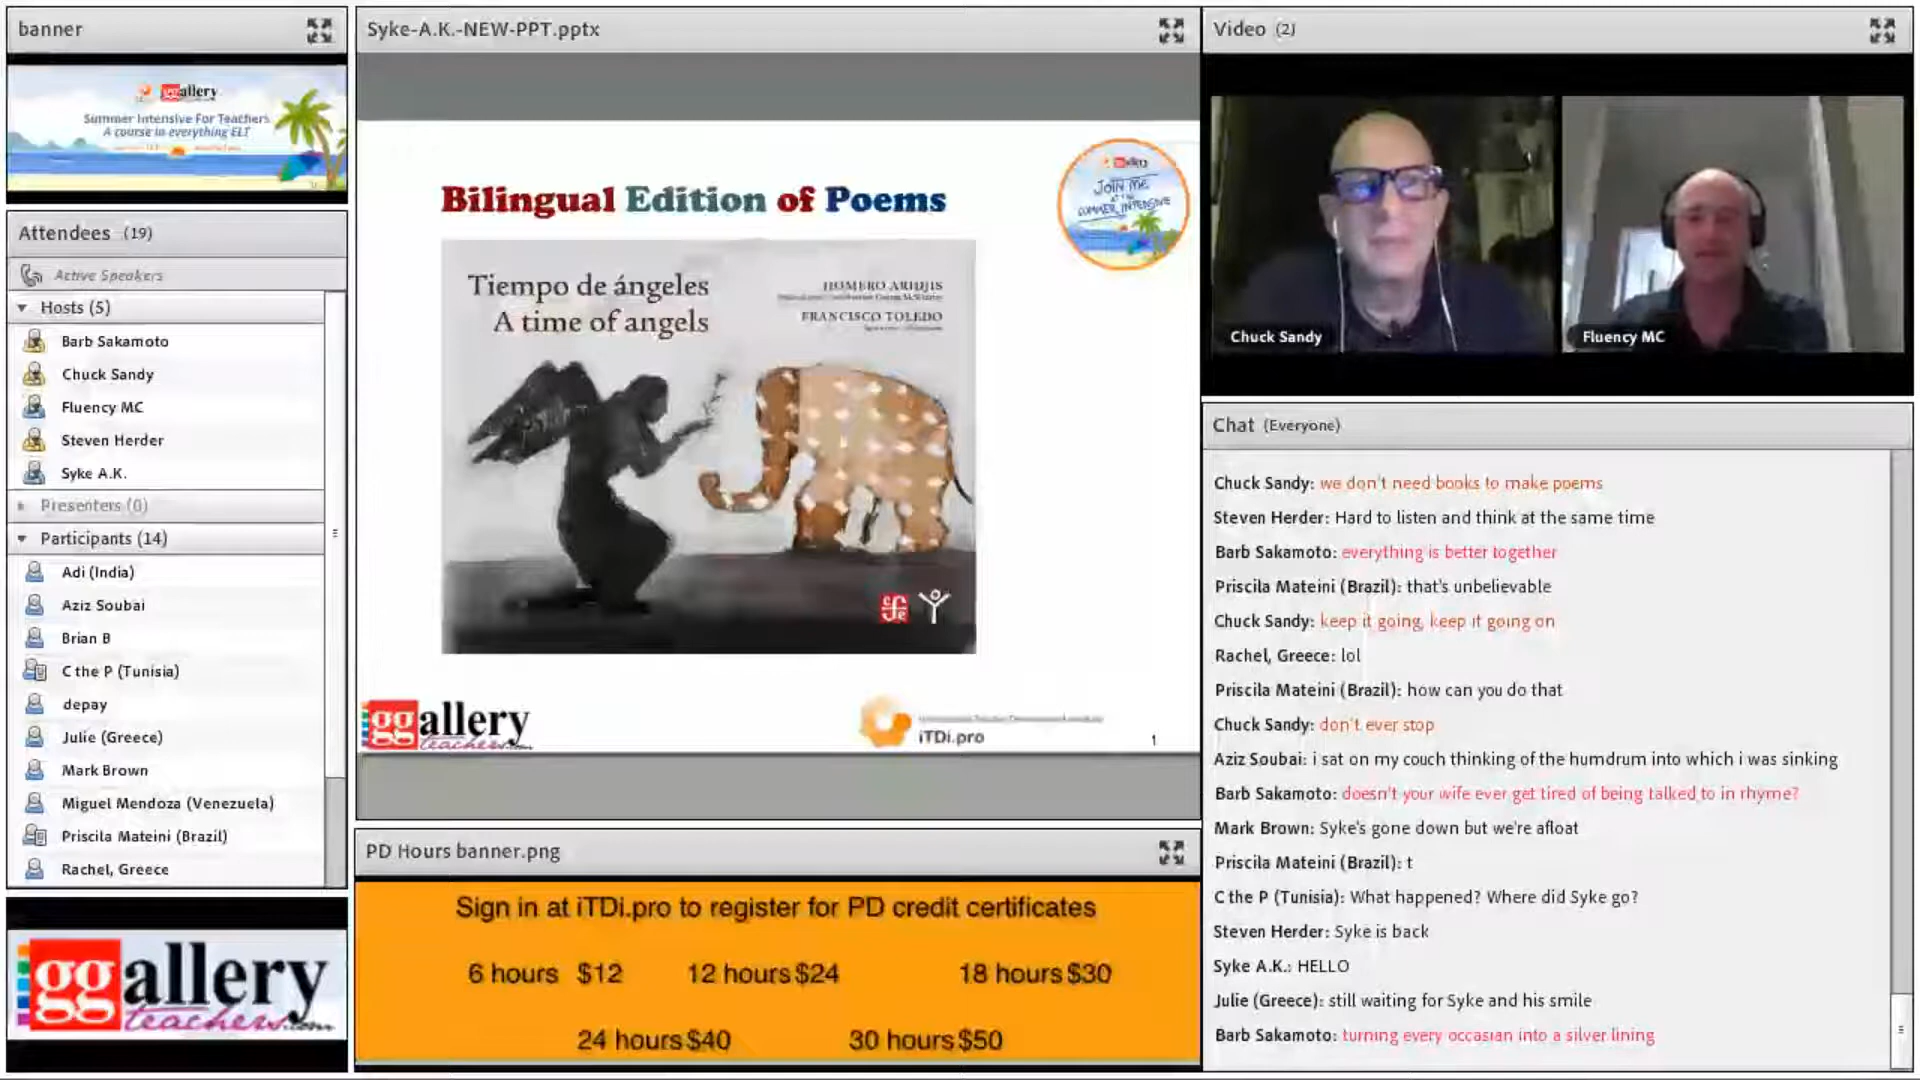 banner
ggallery
Summer Intensive For Teachers
A course in everything ELT
Attendees (19)
Active Speakers
Hosts (5)
Barb Sakamoto
Chuck Sandy
Fluency MC
Steven Herder
Syke A.K.
Presenters (0)
Participants (14)
Adi (India)
Aziz Soubai
Brian B
C the P (Tunisia)
depay
Julie (Greece)
Mark Brown
Miguel Mendoza (Venezuela)
Priscila Mateini (Brazil)
Rachel, Greece
ggallery
teachers.com
Syke-A.K.-NEW-PPT.pptx
Bilingual Edition of Poems
JOIN ME
AT THE
SUMMER INTENSIVE
Tiempo de ángeles
A time of angels
HOMERO ARIDJIS
FRANCISCO TOLEDO
ggallery
teachers.com
iTDi.pro
1
PD Hours banner.png
Sign in at iTDi.pro to register for PD credit certificates
6 hours $12 12 hours $24 18 hours $30
24 hours $40 30 hours $50
Video (2)
Chuck Sandy
Fluency MC
Chat (Everyone)
Chuck Sandy: we don't need books to make poems
Steven Herder: Hard to listen and think at the same time
Barb Sakamoto: everything is better together
Priscila Mateini (Brazil): that's unbelievable
Chuck Sandy: keep it going, keep it going on
Rachel, Greece: lol
Priscila Mateini (Brazil): how can you do that
Chuck Sandy: don't ever stop
Aziz Soubai: i sat on my couch thinking of the humdrum into which i was sinking
Barb Sakamoto: doesn't your wife ever get tired of being talked to in rhyme?
Mark Brown: Syke's gone down but we're afloat
Priscila Mateini (Brazil): t
C the P (Tunisia): What happened? Where did Syke go?
Steven Herder: Syke is back
Syke A.K.: HELLO
Julie (Greece): still waiting for Syke and his smile
Barb Sakamoto: turning every occasian into a silver lining